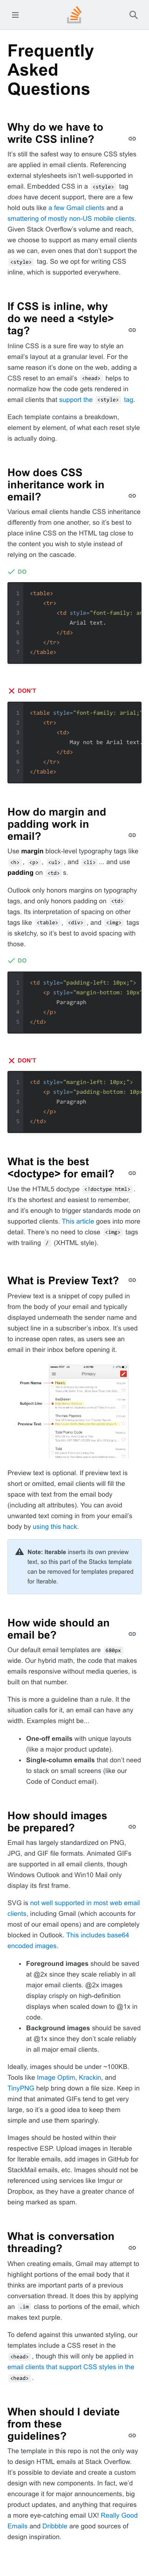 Frequently
Asked
Questions
Why do we have to
write CSS inline?
It's still the safest way to ensure CSS styles
are applied in email clients. Referencing
external stylesheets isn't well-supported in
email. Embedded CSS in a <style> tag
does have decent support, there are a few
hold outs like a few Gmail clients and a
smattering of mostly non-US mobile clients.
Given Stack Overflow's global user reach,
we choose to support as many email clients
as we can, even ones that don't support the
<style> tag. So we opt for writing CSS
inline, which is supported everywhere.
If CSS is inline, why
do we need a <style>
tag?
Inline CSS is a sure fire way to style an
email's layout at a granular level. For the
same reason it's done on the web, adding a
CSS reset to an email's <head> helps to
normalize how the code gets rendered in
email clients that support the <style> tag.
Each template contains a breakdown,
element by element, of what each reset style
is actually doing.
How does CSS
inheritance work in
email?
Various email clients handle CSS inheritance
differently from one another, so it's best to
place inline CSS on the HTML tag close to
the content you wish to style instead of
relying on the cascade.
DO
1 <table>
2 <tr>
3 <td style="font-family: ar
4 Arial text.
5 </td>
6 </tr>
7 </table>
DON'T
1 <table style="font-family: arial;"
2 <tr>
3 <td>
4 May not be Arial text.
5 </td>
6 </tr>
7 </table>
How do margin and
padding work in
email?
Use margin block-level typography tags like
<h>, <p>, <ul>, and <li> ... and use
padding on <td> s.
Outlook only honors margins on typography
tags, and only honors padding on <td>
tags. Its interpretation of spacing on other
tags like <table>, <div>, and <img> tags
is sketchy, so it's best to avoid spacing with
those.
DO
1 <td style="padding-left: 10px;">
2 <p style="margin-bottom: 10px"
3 Paragraph
4 </p>
5 </td>
DON'T
1 <td style="margin-left: 10px;">
2 <p style="padding-bottom: 10px
3 Paragraph
4 </p>
5 </td>
What is the best
<doctype> for email?
Use the HTML5 doctype <!doctype html>.
It's the shortest and easiest to remember,
and it's enough to trigger standards mode on
supported clients. This article goes into more
detail. There's no need to close <img> tags
with trailing / (XHTML style).
What is Preview Text?
Preview text is a snippet of copy pulled in
from the body of your email and typically
displayed underneath the sender name and
subject line in a subscriber's inbox. It's used
to increase open rates, as users see an
email in their inbox before opening it.
From Name
Subject Line
Preview Text
Primary
Preview text is optional. If preview text is
short or omitted, email clients will fill the
space with text from the email body
(including alt attributes). You can avoid
unwanted preview text from in your email's
body by using this hack.
Note: Iterable inserts its own preview
text, so this part of the Stacks template
can be removed for templates prepared
for Iterable.
How wide should an
email be?
Our default email templates are 680px
wide. Our hybrid math, the code that makes
emails responsive without media queries, is
built on that number.
This is more a guideline than a rule. If the
situation calls for it, an email can have any
width. Examples might be...
• One-off emails with unique layouts
(like a major product update).
• Single-column emails that don't need
to stack on small screens (like our
Code of Conduct email).
How should images
be prepared?
Email has largely standardized on PNG,
JPG, and GIF file formats. Animated GIFs
are supported in all email clients, though
Windows Outlook and Win10 Mail only
display its first frame.
SVG is not well supported in most web email
clients, including Gmail (which accounts for
most of our email opens) and are completely
blocked in Outlook. This includes base64
encoded images.
• Foreground images should be saved
at @2x since they scale reliably in all
major email clients. @2x images
display crisply on high-definition
displays when scaled down to @1x in
code.
• Background images should be saved
at @1x since they don't scale reliably
in all major email clients.
Ideally, images should be under ~100KB.
Tools like Image Optim, Krackin, and
TinyPNG help bring down a file size. Keep in
mind that animated GIFs tend to get very
large, so it's a good idea to keep them
simple and use them sparingly.
Images should be hosted within their
respective ESP. Upload images in Iterable
for Iterable emails, add images in GitHub for
StackMail emails, etc. Images should not be
referenced using services like Imgur or
Dropbox, as they have a greater chance of
being marked as spam.
What is conversation
threading?
When creating emails, Gmail may attempt to
highlight portions of the email body that it
thinks are important parts of a previous
conversation thread. It does this by applying
an .im class to portions of the email, which
makes text purple.
To defend against this unwanted styling, our
templates include a CSS reset in the
<head>, though this will only be applied in
email clients that support CSS styles in the
<head>.
When should I deviate
from these
guidelines?
The template in this repo is not the only way
to design HTML emails at Stack Overflow.
It's possible to deviate and create a custom
design with new components. In fact, we'd
encourage it for major announcements, big
product updates, and anything that requires
a more eye-catching email UX! Really Good
Emails and Dribbble are good sources of
design inspiration.